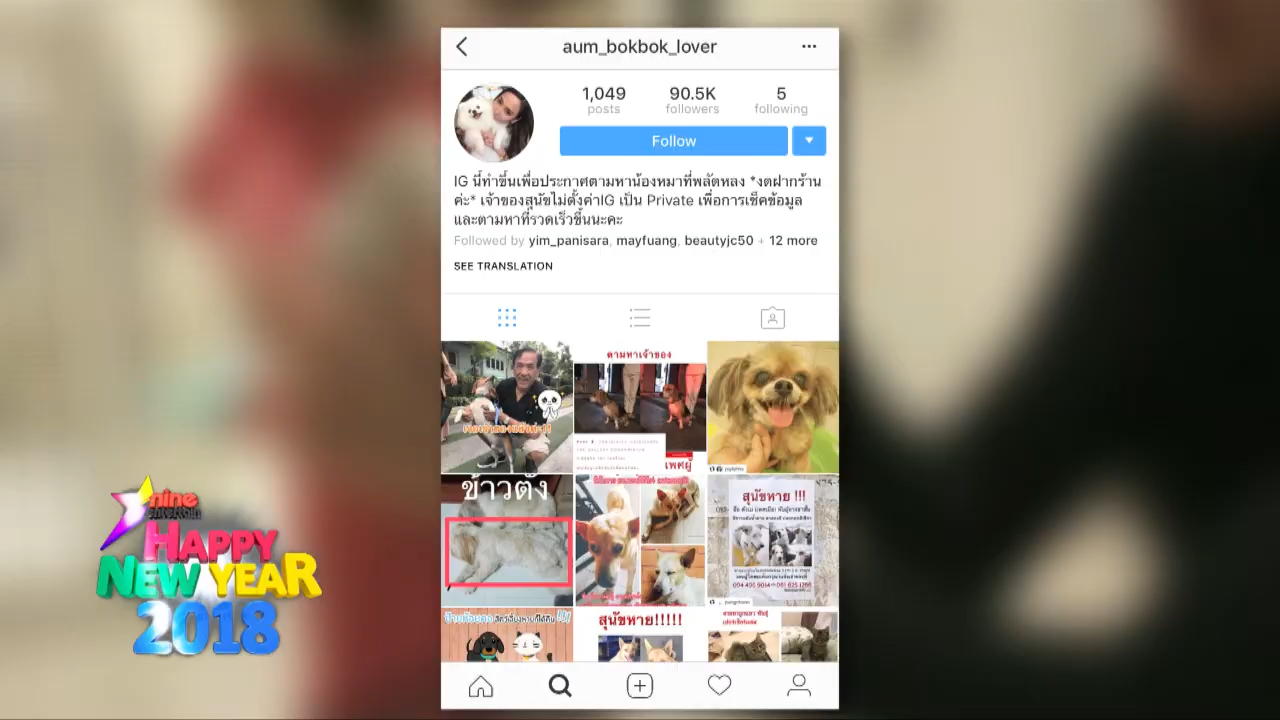 aum_bokbok_lover
1,049
posts
90.5K
followers
5
following
Follow
IG นี้ทำขึ้นเพื่อประกาศตามหาน้องหมาที่พลัดหลง *งดฝากร้าน
ค่ะ* เจ้าของสุนัขไม่ตั้งค่าIG เป็น Private เพื่อการเช็คข้อมูล
และตามหาที่รวดเร็วขึ้นนะคะ
Followed by yim_panisara, mayfuang, beautyjc50 + 12 more
SEE TRANSLATION
ตามหาเจ้าของ
เพศผู้
ข้าวตัง
สุนัขหาย !!!
สุนัขหาย!!!!!
nine
entertain
HAPPY
NEW YEAR
2018